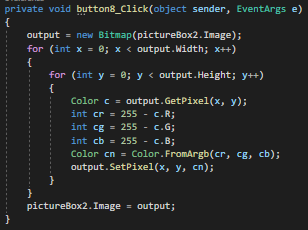 private void button8_Click(object sender, EventArgs e)
{
    output = new Bitmap(pictureBox2.Image);
    for (int x = 0; x < output.Width; x++)
    {
        for (int y = 0; y < output.Height; y++)
        {
            Color c = output.GetPixel(x, y);
            int cr = 255 - c.R;
            int cg = 255 - c.G;
            int cb = 255 - c.B;
            Color cn = Color.FromArgb(cr, cg, cb);
            output.SetPixel(x, y, cn);
        }
    }
    pictureBox2.Image = output;
}